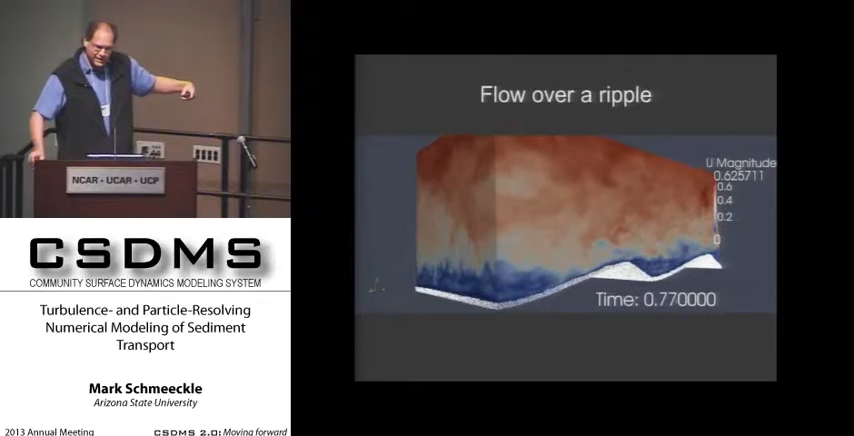 NCAR - UCAR - UCP
CSDMS
COMMUNITY SURFACE DYNAMICS MODELING SYSTEM
Turbulence- and Particle-Resolving
Numerical Modeling of Sediment
Transport
Mark Schmeeckle
Arizona State University
2013 Annual Meeting
CSDMS 2.0: Moving forward
Flow over a ripple
U Magnitude
0.625711
0.6
0.4
0.2
0
Time: 0.770000